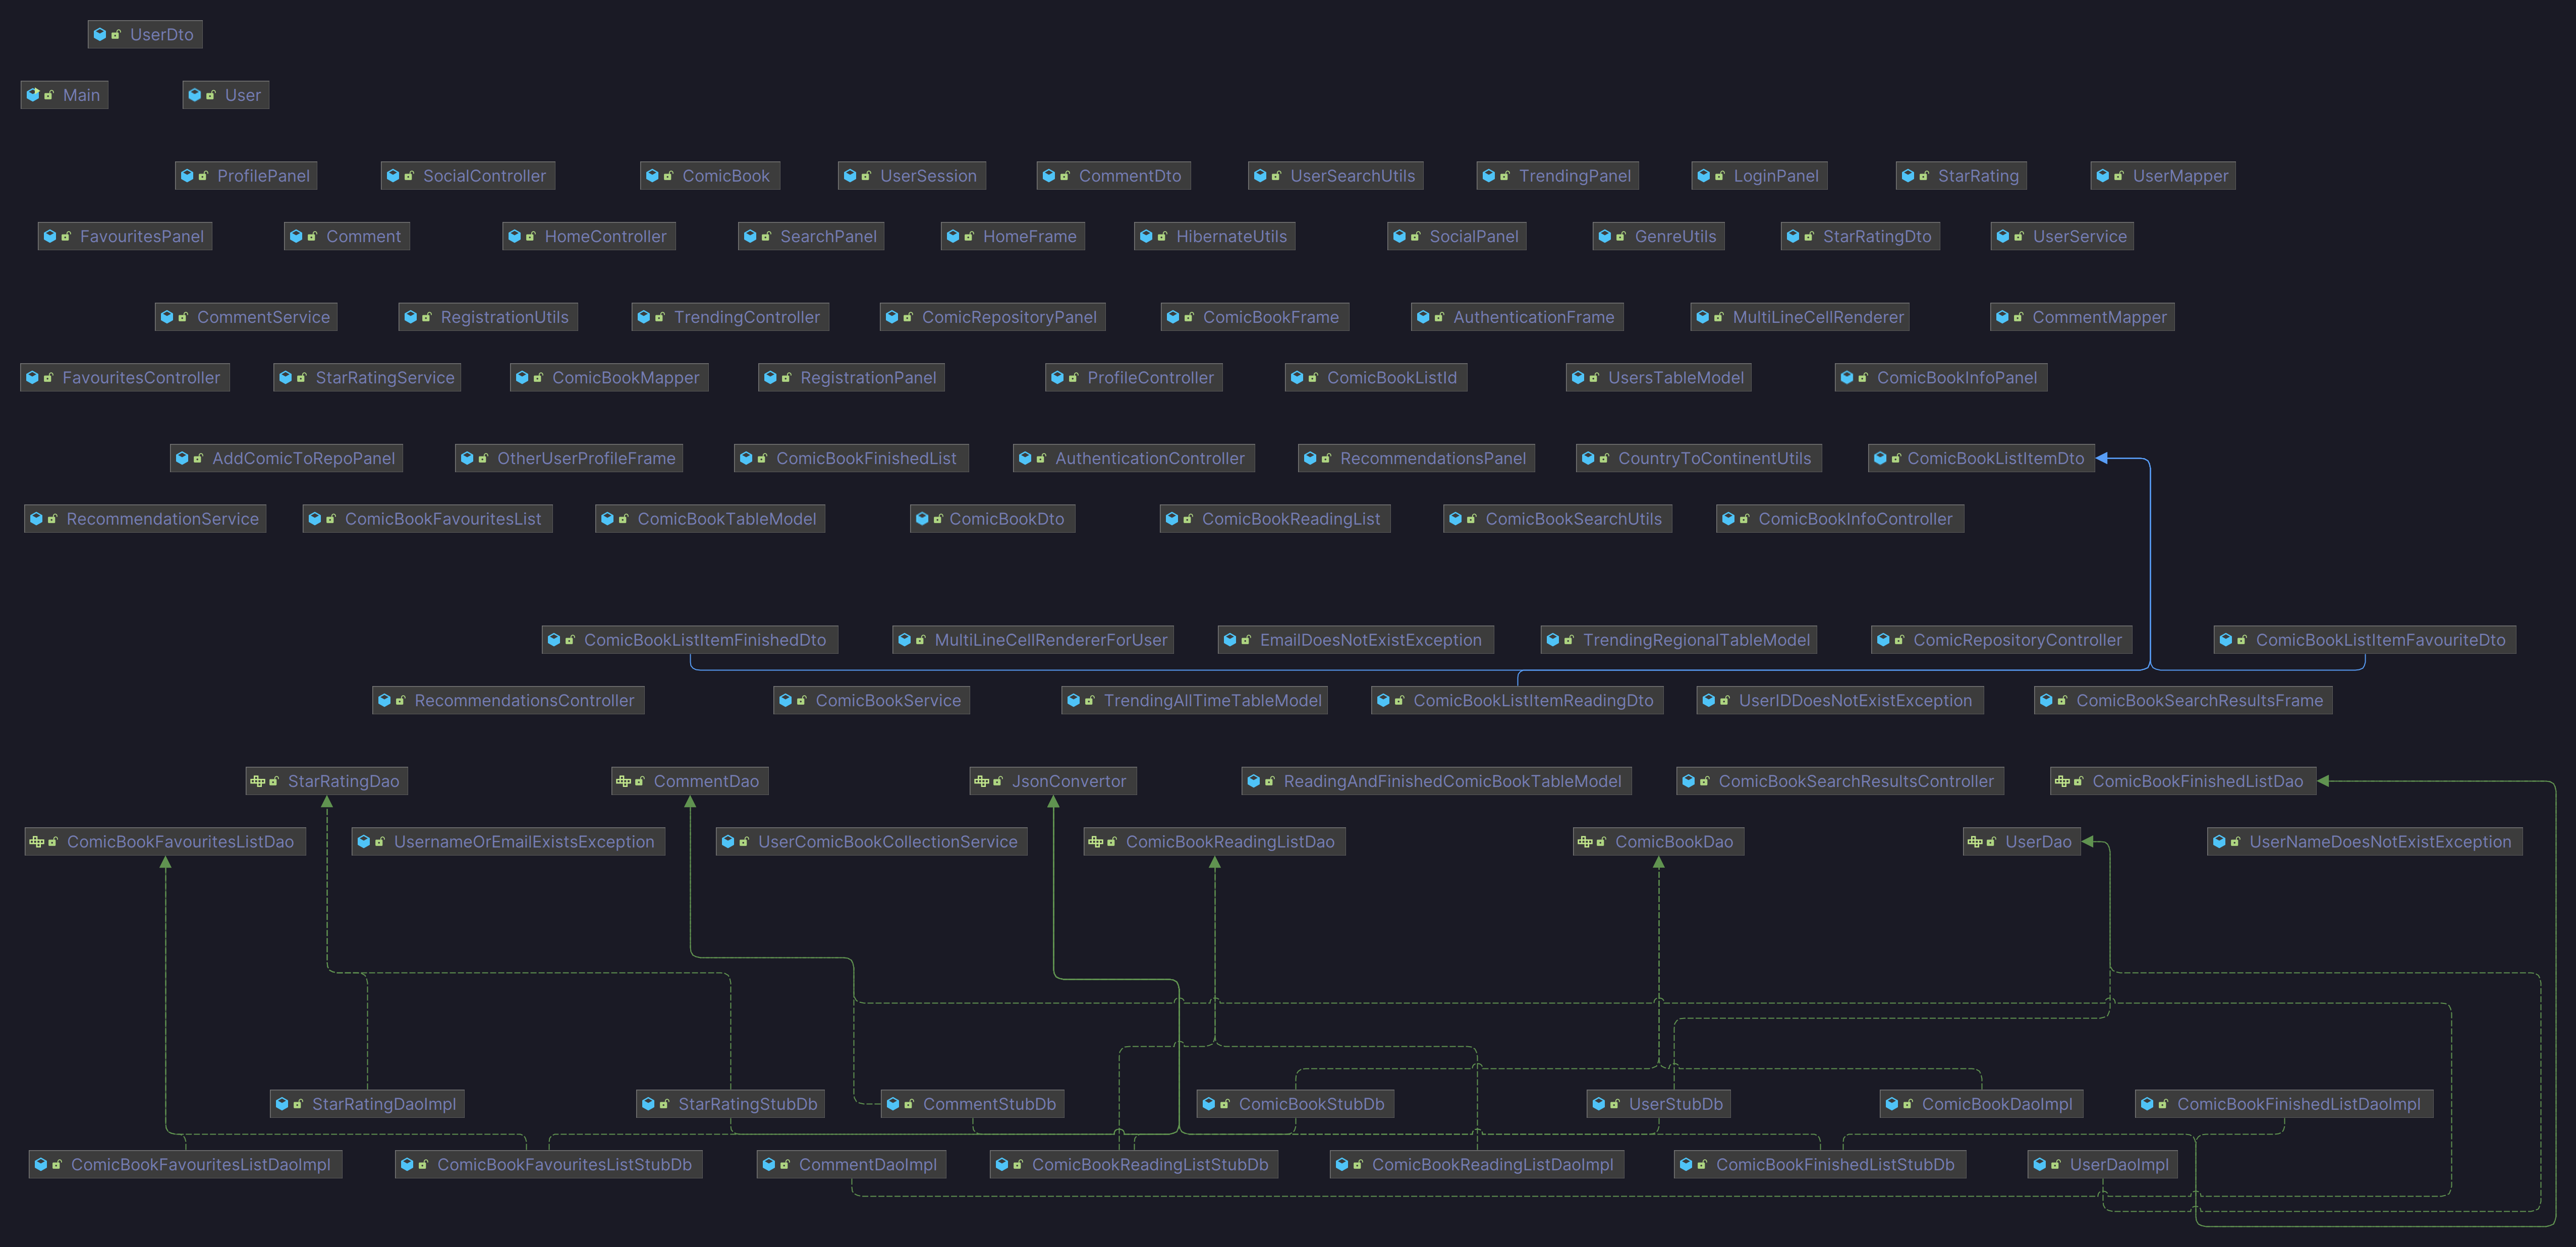 UserDto
Main
User
ProfilePanel
SocialController
ComicBook
UserSession
CommentDto
UserSearchUtils
TrendingPanel
LoginPanel
StarRating
UserMapper
FavouritesPanel
Comment
HomeController
SearchPanel
HomeFrame
HibernateUtils
SocialPanel
GenreUtils
StarRatingDto
UserService
CommentService
RegistrationUtils
TrendingController
ComicRepositoryPanel
ComicBookFrame
AuthenticationFrame
MultiLineCellRenderer
CommentMapper
FavouritesController
StarRatingService
ComicBookMapper
RegistrationPanel
ProfileController
ComicBookListId
UsersTableModel
ComicBookInfoPanel
AddComicToRepoPanel
OtherUserProfileFrame
ComicBookFinishedList
AuthenticationController
RecommendationsPanel
CountryToContinentUtils
ComicBookListItemDto
RecommendationService
ComicBookFavouritesList
ComicBookTableModel
ComicBookDto
ComicBookReadingList
ComicBookSearchUtils
ComicBookInfoController
ComicBookListItemFinishedDto
MultiLineCellRendererForUser
EmailDoesNotExistException
TrendingRegionalTableModel
ComicRepositoryController
ComicBookListItemFavouriteDto
RecommendationsController
ComicBookService
TrendingAllTimeTableModel
ComicBookListItemReadingDto
UserIDDoesNotExistException
ComicBookSearchResultsFrame
StarRatingDao
CommentDao
JsonConvertor
ReadingAndFinishedComicBookTableModel
ComicBookSearchResultsController
ComicBookFinishedListDao
ComicBookFavouritesListDao
UsernameOrEmailExistsException
UserComicBookCollectionService
ComicBookReadingListDao
ComicBookDao
UserDao
UserNameDoesNotExistException
StarRatingDaoImpl
StarRatingStubDb
CommentStubDb
ComicBookStubDb
UserStubDb
ComicBookDaoImpl
ComicBookFinishedListDaoImpl
ComicBookFavouritesListDaoImpl
ComicBookFavouritesListStubDb
CommentDaoImpl
ComicBookReadingListStubDb
ComicBookReadingListDaoImpl
ComicBookFinishedListStubDb
UserDaoImpl